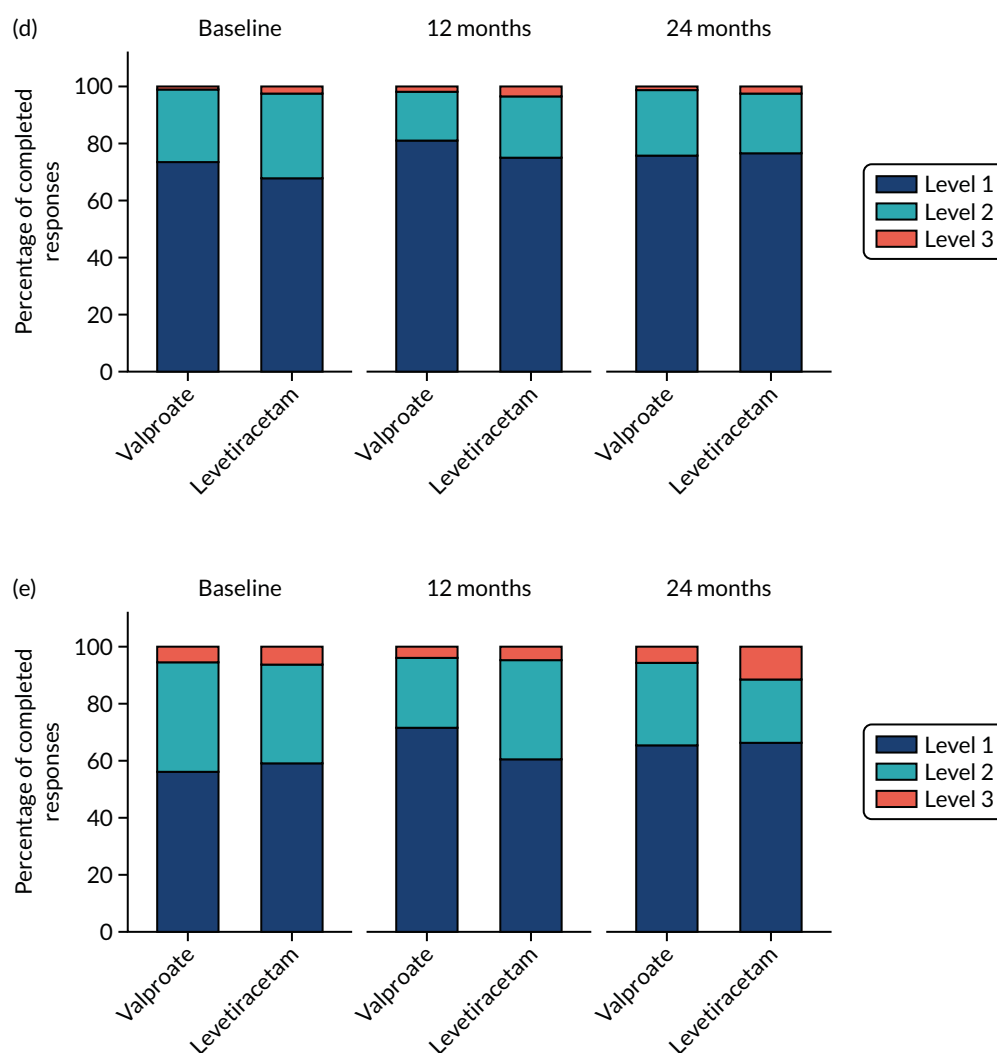 (d)
Baseline
12 months
24 months
Percentage of completed
responses
100
80
60
40
20
0
Valproate
Levetiracetam
Valproate
Levetiracetam
Valproate
Levetiracetam
Level 1
Level 2
Level 3
(e)
Baseline
12 months
24 months
Percentage of completed
responses
100
80
60
40
20
0
Valproate
Levetiracetam
Valproate
Levetiracetam
Valproate
Levetiracetam
Level 1
Level 2
Level 3